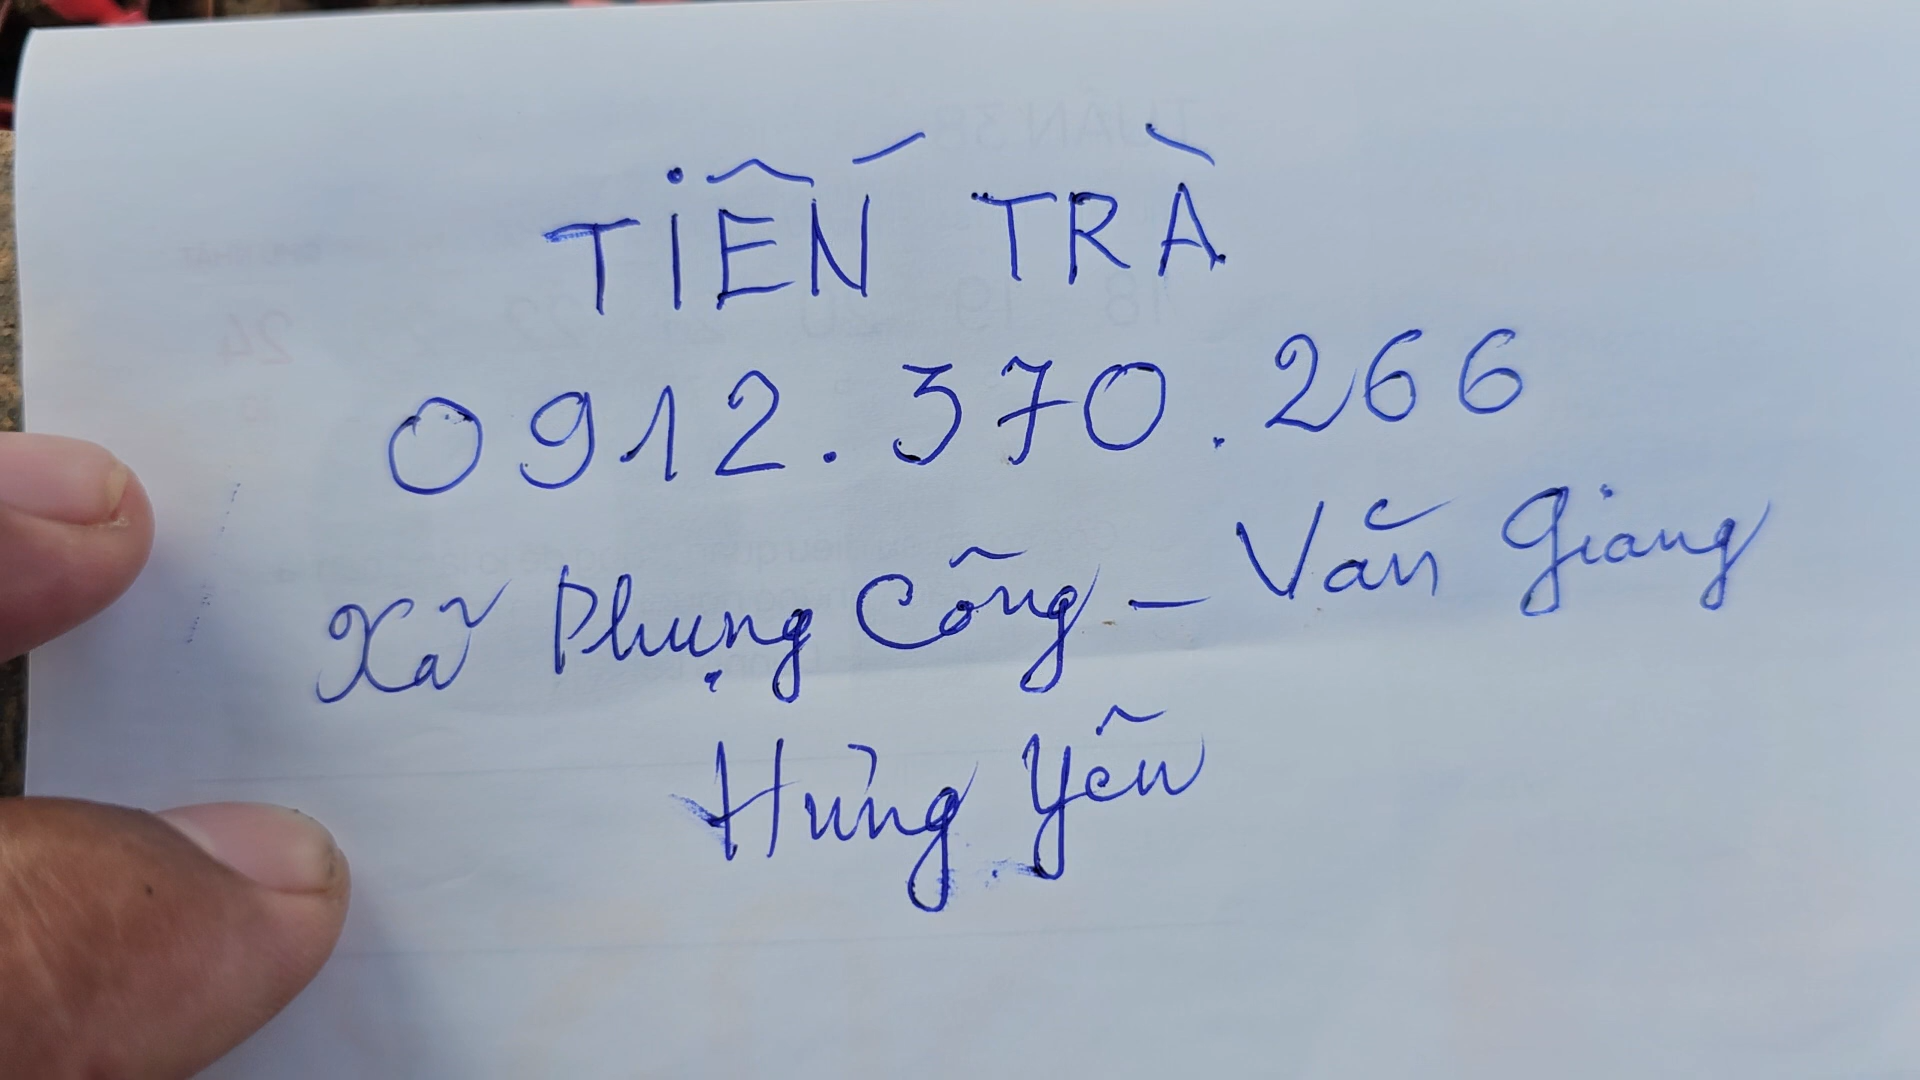 TIẾN TRÀ
0912.370.266
Xã Phụng Công - Văn Giang
Hưng Yên